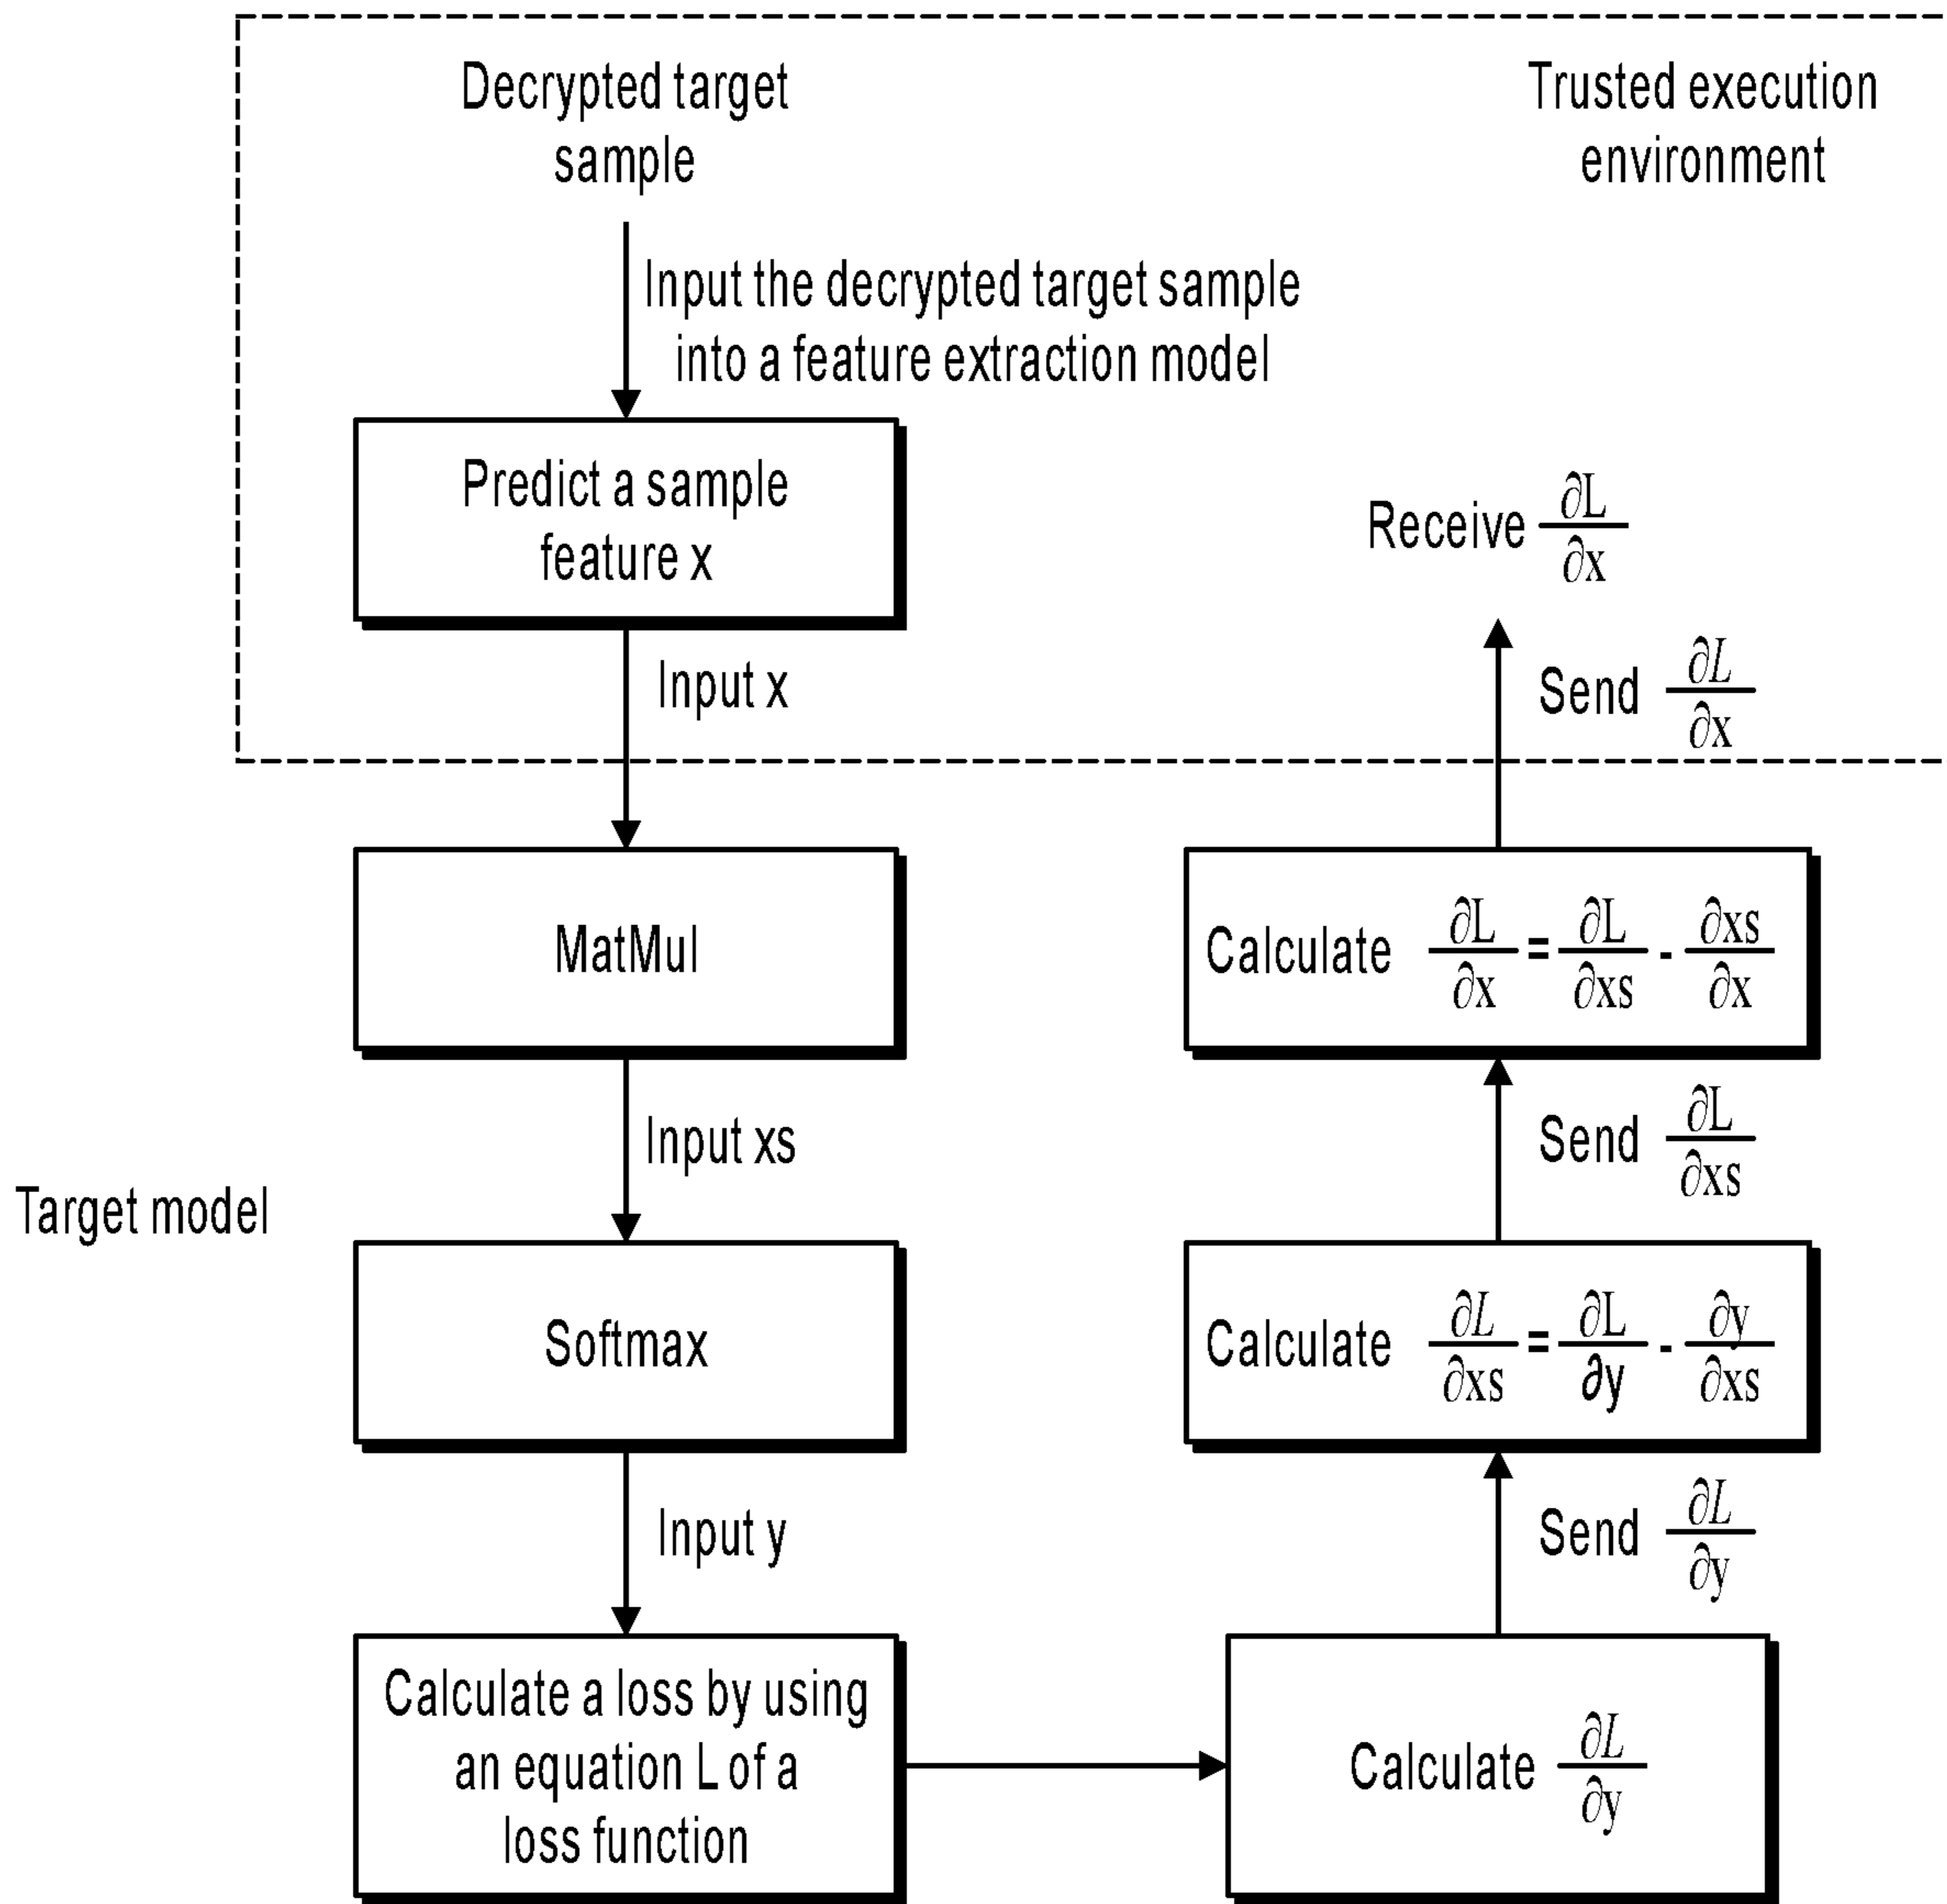 Decrypted target
sample
Trusted execution
environment
Input the decrypted target sample
into a feature extraction model
Predict a sample
feature x
Receive ∂L/∂x
Input x
Send ∂L/∂x
MatMul
Calculate ∂L/∂x = ∂L/∂xs - ∂xs/∂x
Input xs
Send ∂L/∂xs
Target model
Softmax
Calculate ∂L/∂xs = ∂L/∂y - ∂y/∂xs
Input y
Send ∂L/∂y
Calculate a loss by using
an equation L of a
loss function
Calculate ∂L/∂y